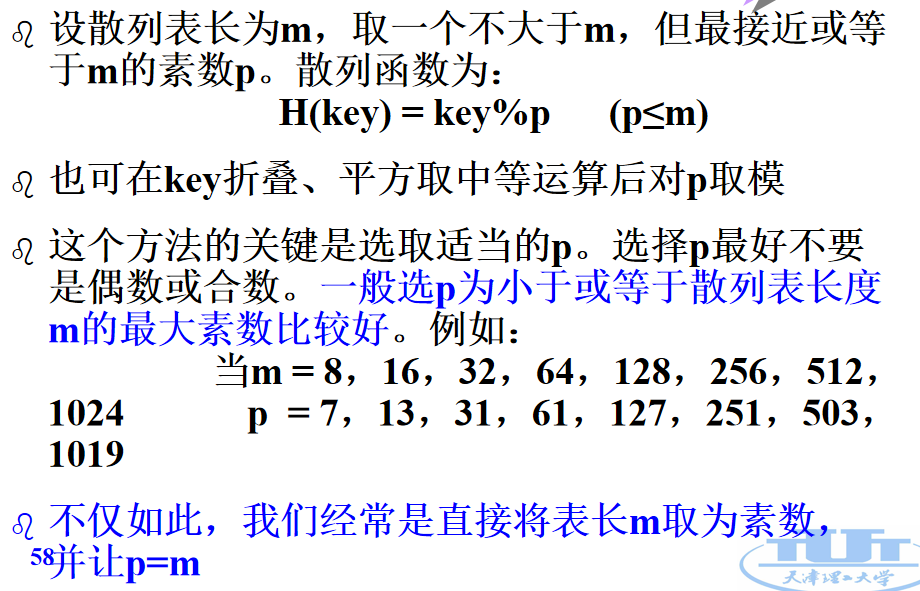 设散列表长为m，取一个不大于m，但最接近或等
于m的素数p。散列函数为：
H(key) = key%p (p≤m)
也可在key折叠、平方取中等运算后对p取模
这个方法的关键是选取适当的p。选择p最好不要
是偶数或合数。一般选p为小于或等于散列表长度
m的最大素数比较好。例如：
当m = 8，16，32，64，128，256，512，
1024 p = 7，13，31，61，127，251，503，
1019
不仅如此，我们经常是直接将表长m取为素数，
58并让p=m
TUT
天津理工大学